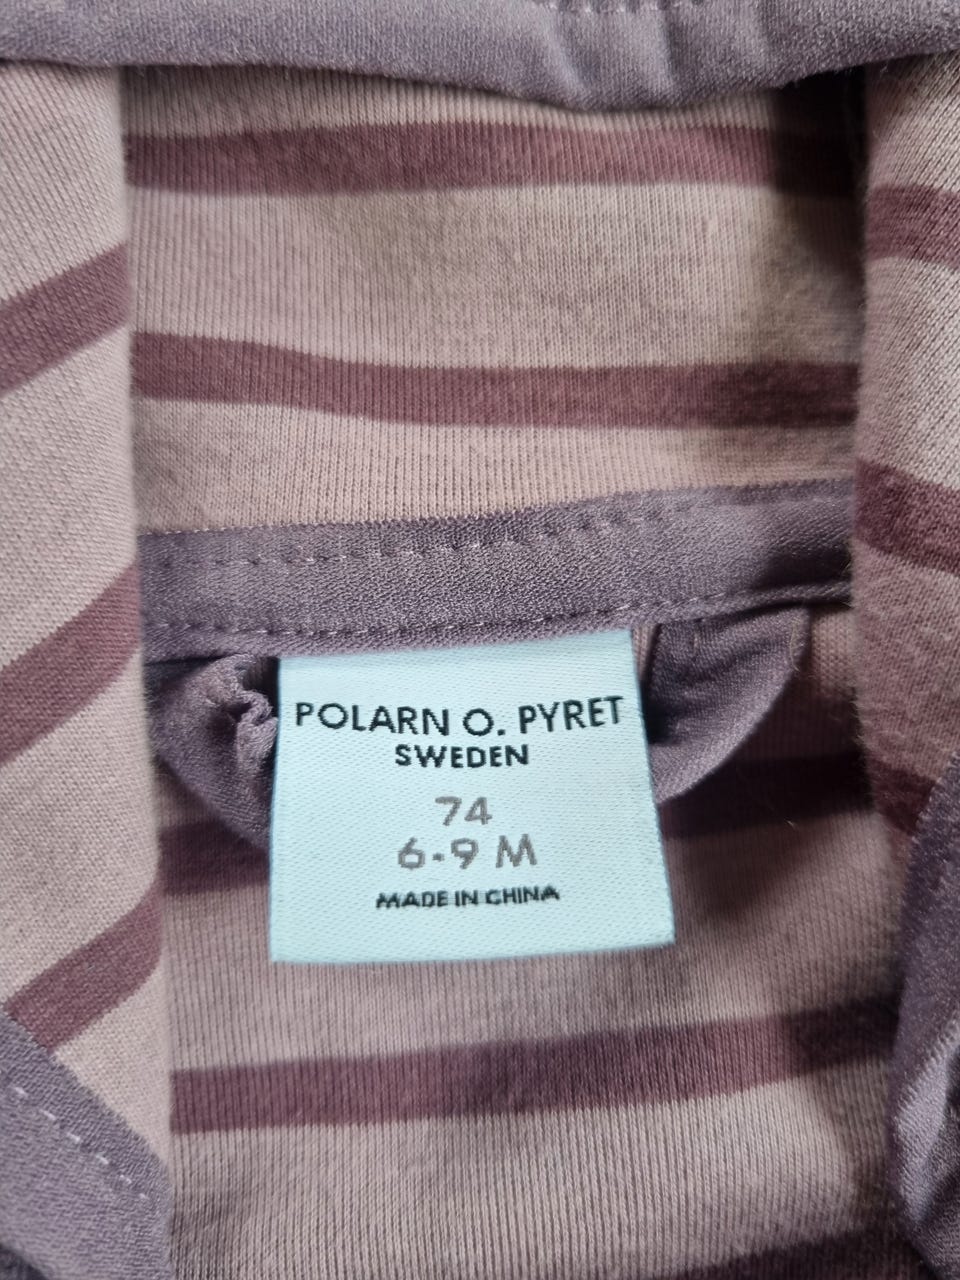 POLARN O. PYRET
SWEDEN
74
6-9 M
MADE IN CHINA